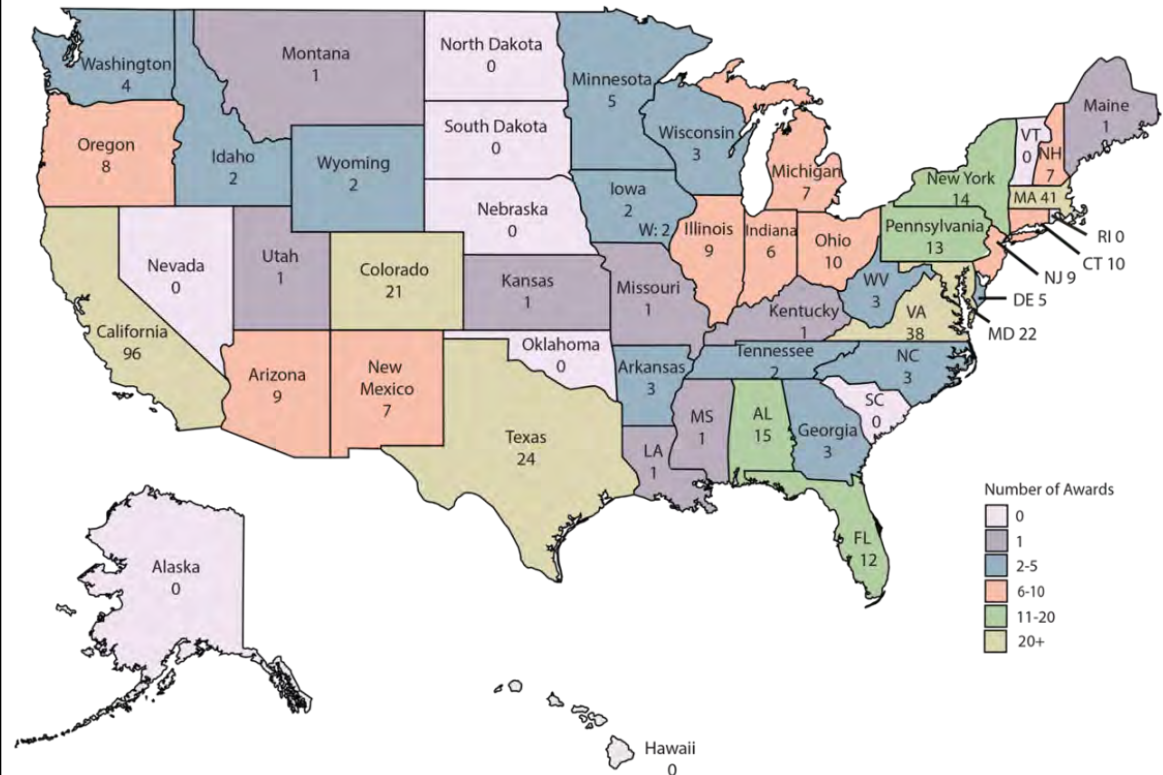 Washington
4
Montana
1
North Dakota
0
Minnesota
5
Maine
1
Oregon
8
Idaho
2
Wyoming
2
South Dakota
0
Wisconsin
3
Michigan
7
VT
0
NH
7
New York
14
MA 41
Nebraska
0
Iowa
2
W: 2
Illinois
9
Indiana
6
Ohio
10
Pennsylvania
13
RI 0
CT 10
NJ 9
DE 5
MD 22
Nevada
0
Utah
1
Colorado
21
Kansas
1
Missouri
1
Kentucky
1
WV
3
VA
38
California
96
Arizona
9
New
Mexico
7
Oklahoma
0
Arkansas
3
Tennessee
2
NC
3
SC
0
Texas
24
LA
1
MS
1
AL
15
Georgia
3
FL
12
Alaska
0
Hawaii
0
Number of Awards
0
1
2-5
6-10
11-20
20+